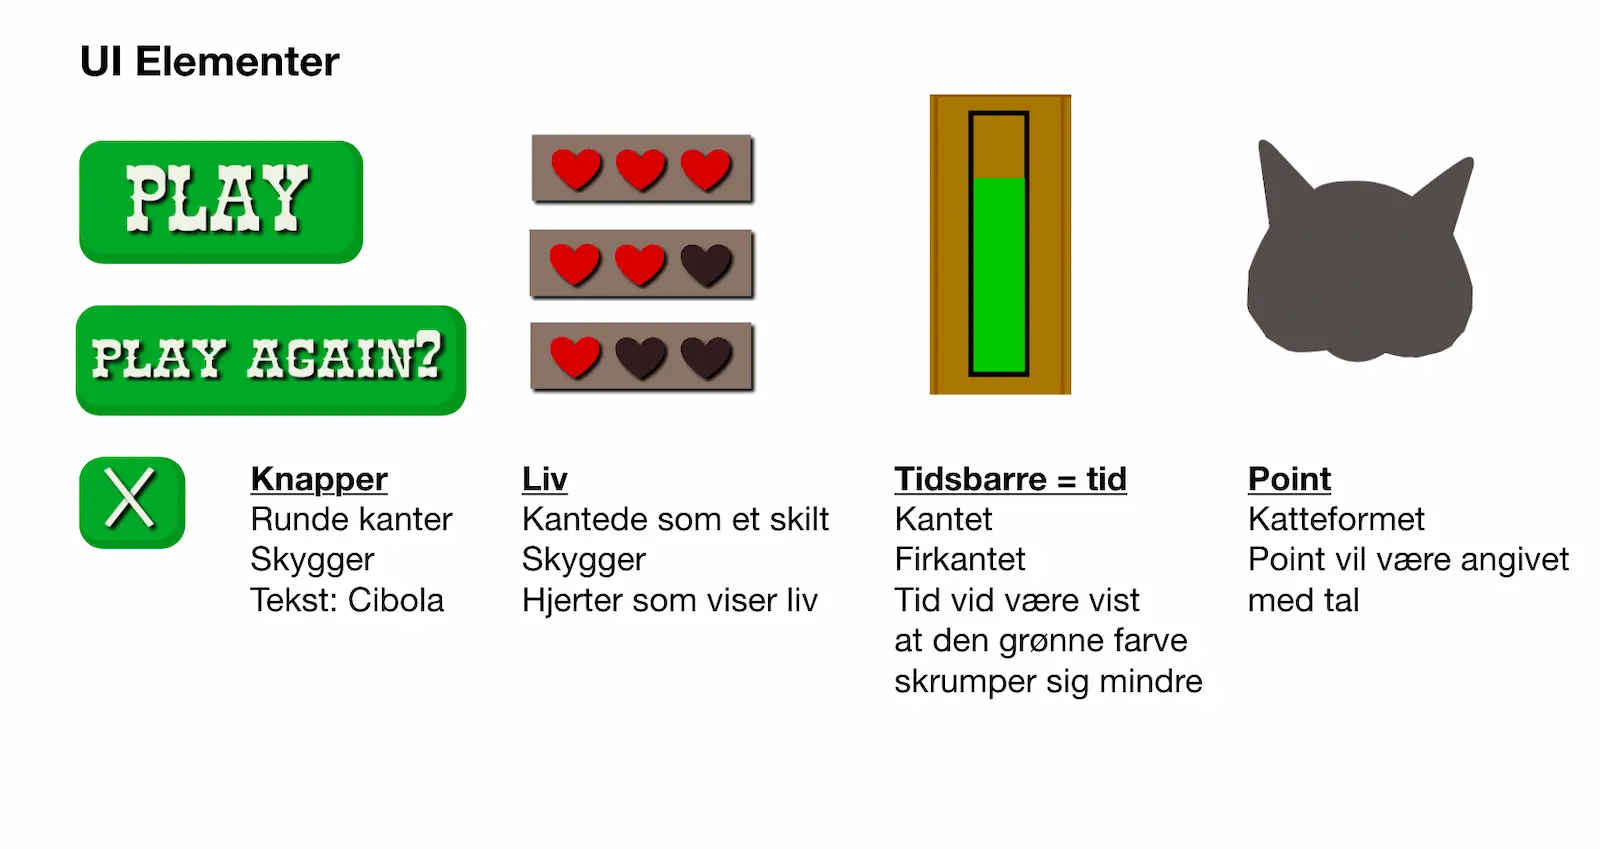 UI Elementer
PLAY
PLAY AGAIN?
X
Knapper
Runde kanter
Skygger
Tekst: Cibola
Liv
Kantede som et skilt
Skygger
Hjerter som viser liv
Tidsbarre = tid
Kantet
Firkantet
Tid vid være vist
at den grønne farve
skrumper sig mindre
Point
Katteformet
Point vil være angivet
med tal